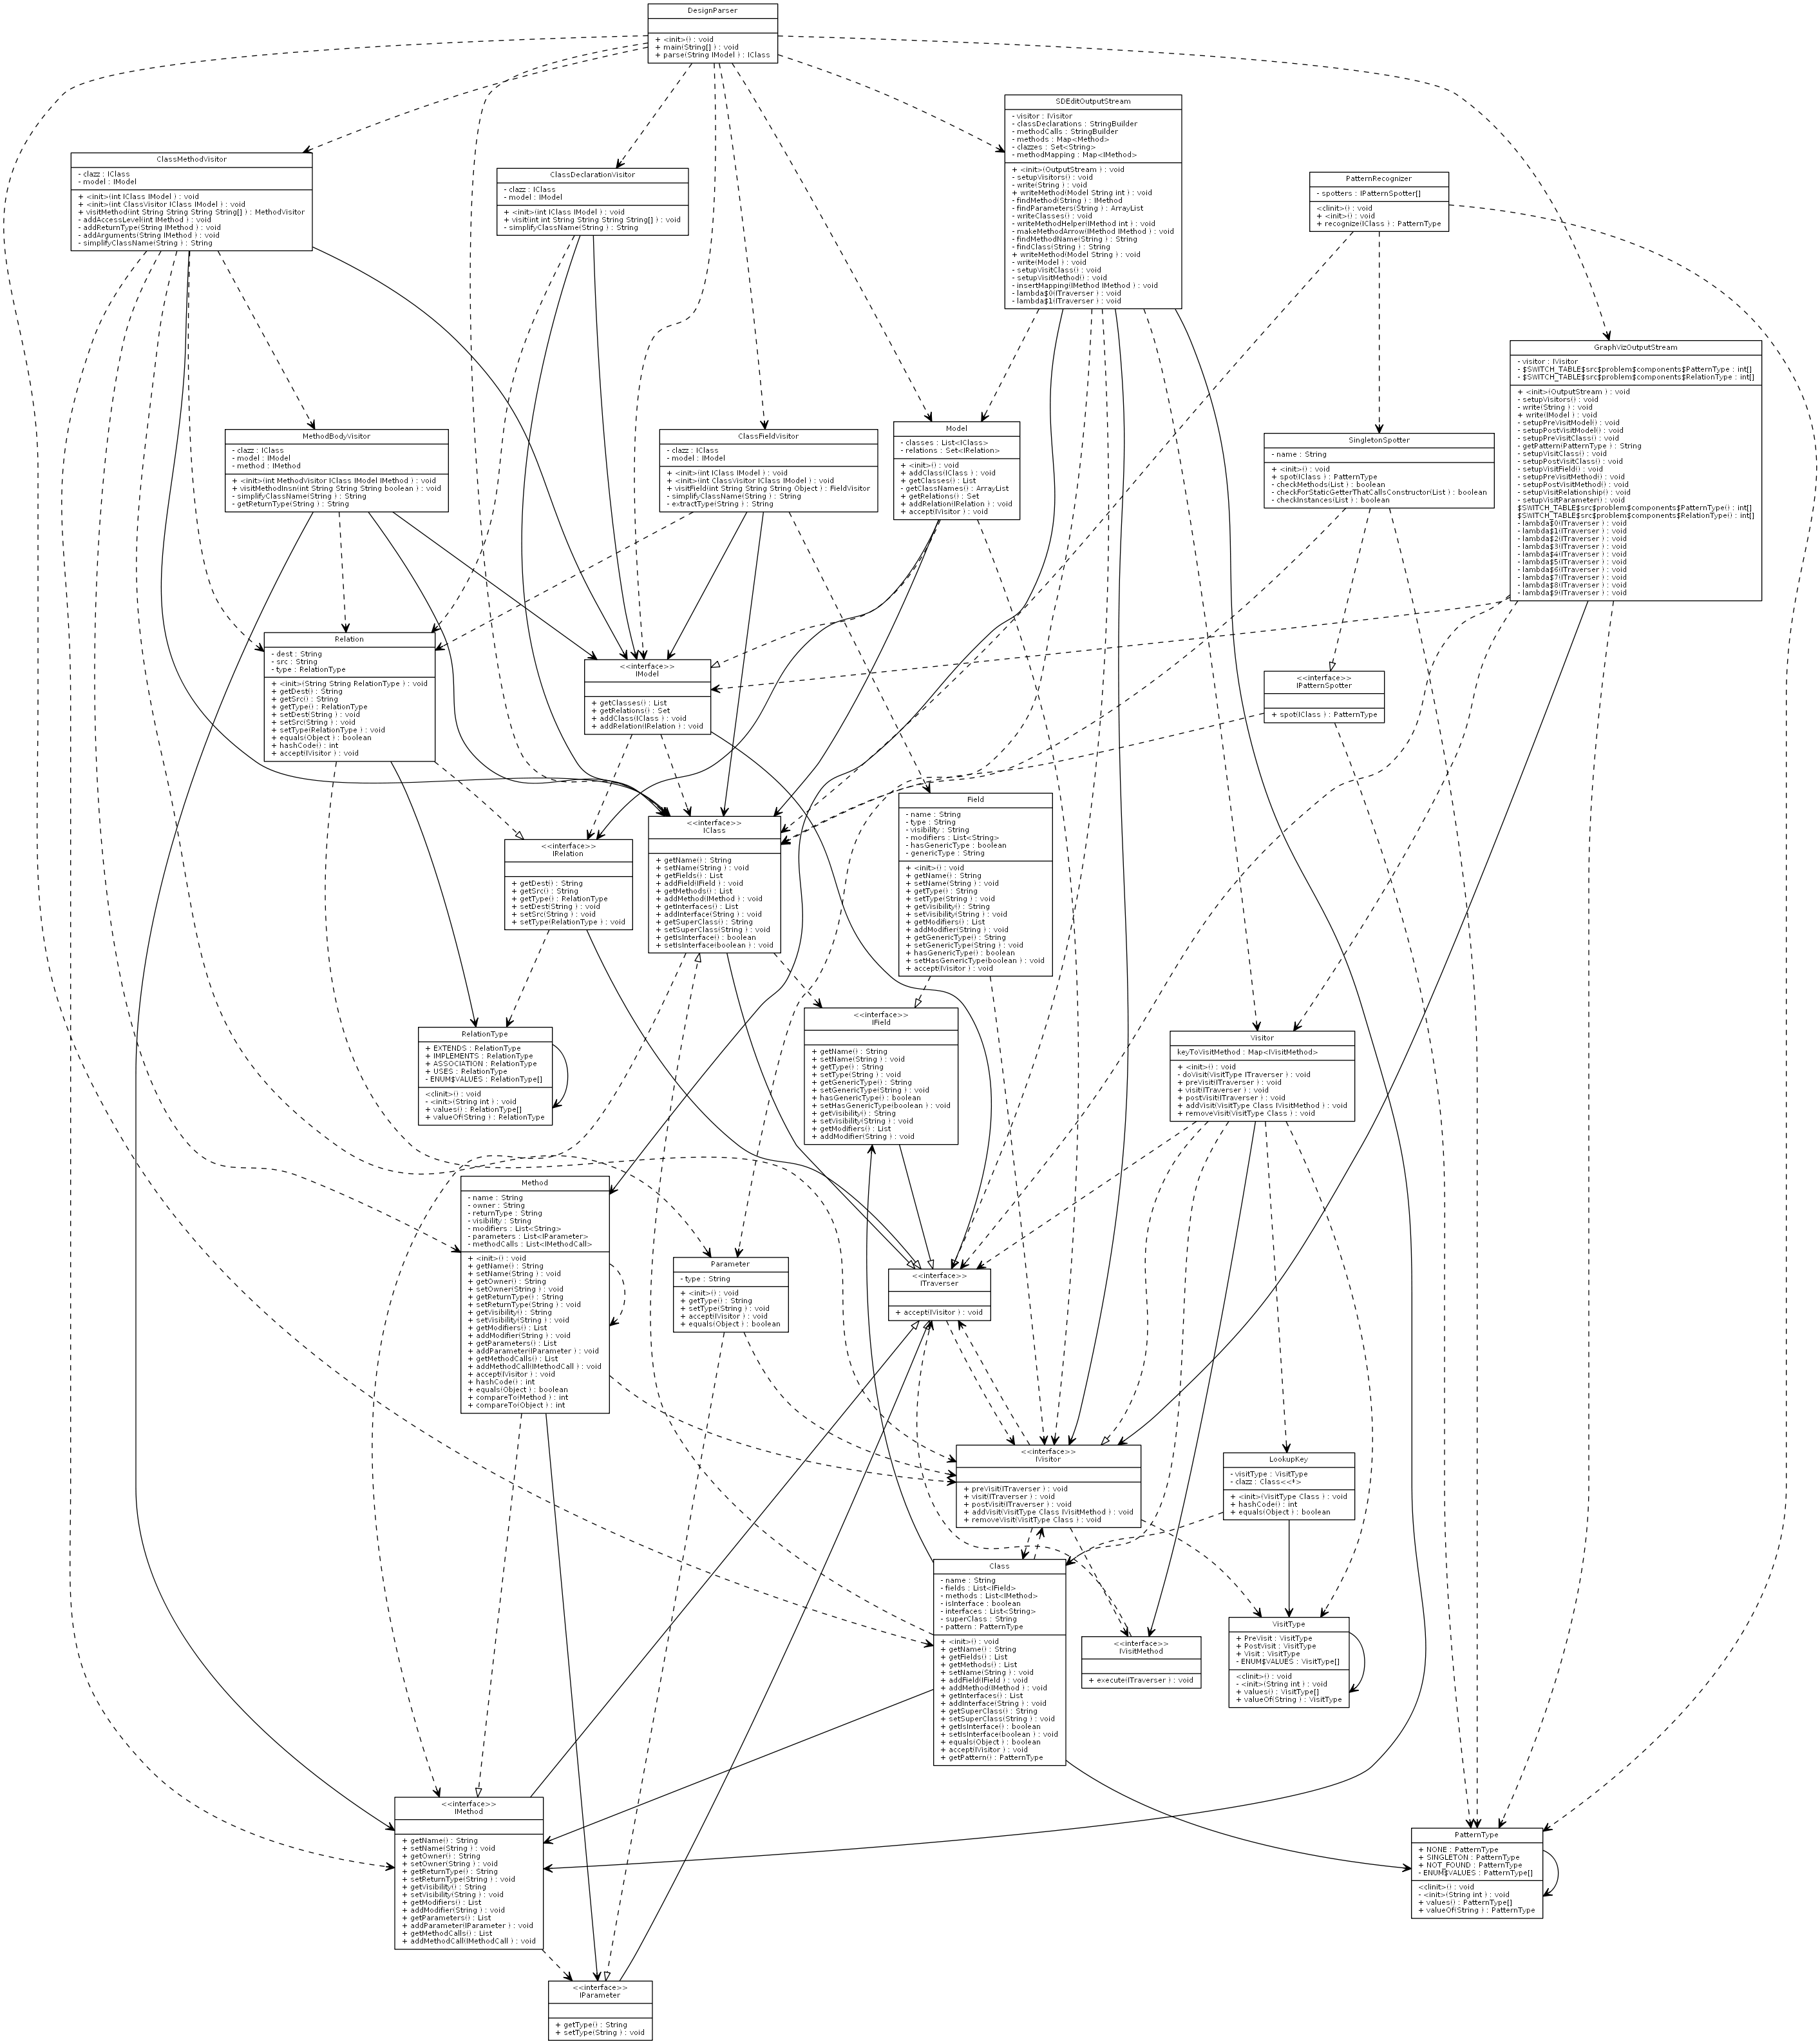 DesignParser
+ <init>() : void
+ main(String[] ) : void
+ parse(String IModel ) : IClass
SDEditOutputStream
- visitor : IVisitor
- classDeclarations : StringBuilder
- methodCalls : StringBuilder
- methods : Map<Method>
- clazzes : Set<String>
- methodMapping : Map<IMethod>
+ <init>(OutputStream ) : void
- setupVisitors() : void
- write(String ) : void
+ writeMethod(Model String int ) : void
- findMethod(String ) : IMethod
- findParameters(String ) : ArrayList
- writeClasses() : void
- writeMethodHelper(IMethod int ) : void
- makeMethodArrow(IMethod IMethod ) : void
- findMethodName(String ) : String
- findClass(String ) : String
+ writeMethod(Model String ) : void
- write(Model ) : void
- setupVisitClass() : void
- setupVisitMethod() : void
- insertMapping(IMethod IMethod ) : void
- lambda$0(ITraverser ) : void
- lambda$1(ITraverser ) : void
ClassMethodVisitor
- clazz : IClass
- model : IModel
+ <init>(int IClass IModel ) : void
+ <init>(int ClassVisitor IClass IModel ) : void
+ visitMethod(int String String String String[] ) : MethodVisitor
- addAccessLevel(int IMethod ) : void
- addReturnType(String IMethod ) : void
- addArguments(String IMethod ) : void
- simplifyClassName(String ) : String
ClassDeclarationVisitor
- clazz : IClass
- model : IModel
+ <init>(int IClass IModel ) : void
+ visit(int int String String String String[] ) : void
- simplifyClassName(String ) : String
PatternRecognizer
- spotters : IPatternSpotter[]
<clinit>() : void
+ <init>() : void
+ recognize(IClass ) : PatternType
GraphVizOutputStream
- visitor : IVisitor
- $SWITCH_TABLE$src$problem$components$PatternType : int[]
- $SWITCH_TABLE$src$problem$components$RelationType : int[]
+ <init>(OutputStream ) : void
- setupVisitors() : void
- write(String ) : void
+ write(IModel ) : void
- setupPreVisitModel() : void
- setupPostVisitModel() : void
- setupPreVisitClass() : void
- getPattern(PatternType ) : String
- setupVisitClass() : void
- setupPostVisitClass() : void
- setupVisitField() : void
- setupPreVisitMethod() : void
- setupVisitMethod() : void
- setupPostVisitMethod() : void
- setupVisitRelationship() : void
- setupVisitParameter() : void
$SWITCH_TABLE$src$problem$components$PatternType() : int[]
$SWITCH_TABLE$src$problem$components$RelationType() : int[]
- lambda$0(ITraverser ) : void
- lambda$1(ITraverser ) : void
- lambda$2(ITraverser ) : void
- lambda$3(ITraverser ) : void
- lambda$4(ITraverser ) : void
- lambda$5(ITraverser ) : void
- lambda$6(ITraverser ) : void
- lambda$7(ITraverser ) : void
- lambda$8(ITraverser ) : void
- lambda$9(ITraverser ) : void
MethodBodyVisitor
- clazz : IClass
- model : IModel
- method : IMethod
+ <init>(int MethodVisitor IClass IModel IMethod ) : void
+ visitMethodInsn(int String String String boolean ) : void
- simplifyClassName(String ) : String
- getReturnType(String ) : String
ClassFieldVisitor
- clazz : IClass
- model : IModel
+ <init>(int IClass IModel ) : void
+ <init>(int ClassVisitor IClass IModel ) : void
+ visitField(int String String String Object ) : FieldVisitor
- simplifyClassName(String ) : String
- extractType(String ) : String
Model
- classes : List<IClass>
- relations : Set<IRelation>
+ <init>() : void
+ addClass(IClass ) : void
+ getClasses() : List
- getClassNames() : ArrayList
+ getRelations() : Set
+ addRelation(IRelation ) : void
+ accept(IVisitor ) : void
SingletonSpotter
- name : String
+ <init>() : void
+ spot(IClass ) : PatternType
- checkMethods(List ) : boolean
- checkForStaticGetterThatCallsConstructor(List ) : boolean
- checkInstances(List ) : boolean
Relation
- dest : String
- src : String
- type : RelationType
+ <init>(String String RelationType ) : void
+ getDest() : String
+ getSrc() : String
+ getType() : RelationType
+ setDest(String ) : void
+ setSrc(String ) : void
+ setType(RelationType ) : void
+ equals(Object ) : boolean
+ hashCode() : int
+ accept(IVisitor ) : void
<<interface>>
IModel
+ getClasses() : List
+ getRelations() : Set
+ addClass(IClass ) : void
+ addRelation(IRelation ) : void
<<interface>>
IPatternSpotter
+ spot(IClass ) : PatternType
<<interface>>
IRelation
+ getDest() : String
+ getSrc() : String
+ getType() : RelationType
+ setDest(String ) : void
+ setSrc(String ) : void
+ setType(RelationType ) : void
<<interface>>
IClass
+ getName() : String
+ setName(String ) : void
+ getFields() : List
+ addField(IField ) : void
+ getMethods() : List
+ addMethod(IMethod ) : void
+ getInterfaces() : List
+ addInterface(String ) : void
+ getSuperClass() : String
+ setSuperClass(String ) : void
+ getIsInterface() : boolean
+ setIsInterface(boolean ) : void
Field
- name : String
- type : String
- visibility : String
- modifiers : List<String>
- hasGenericType : boolean
- genericType : String
+ <init>() : void
+ getName() : String
+ setName(String ) : void
+ getType() : String
+ setType(String ) : void
+ getVisibility() : String
+ setVisibility(String ) : void
+ getModifiers() : List
+ addModifier(String ) : void
+ getGenericType() : String
+ setGenericType(String ) : void
+ hasGenericType() : boolean
+ setHasGenericType(boolean ) : void
+ accept(IVisitor ) : void
RelationType
+ EXTENDS : RelationType
+ IMPLEMENTS : RelationType
+ ASSOCIATION : RelationType
+ USES : RelationType
- ENUM$VALUES : RelationType[]
<clinit>() : void
- <init>(String int ) : void
+ values() : RelationType[]
+ valueOf(String ) : RelationType
<<interface>>
IField
+ getName() : String
+ setName(String ) : void
+ getType() : String
+ setType(String ) : void
+ getGenericType() : String
+ setGenericType(String ) : void
+ hasGenericType() : boolean
+ setHasGenericType(boolean ) : void
+ getVisibility() : String
+ setVisibility(String ) : void
+ getModifiers() : List
+ addModifier(String ) : void
Visitor
keyToVisitMethod : Map<IVisitMethod>
+ <init>() : void
- doVisit(VisitType ITraverser ) : void
+ preVisit(ITraverser ) : void
+ visit(ITraverser ) : void
+ postVisit(ITraverser ) : void
+ addVisit(VisitType Class IVisitMethod ) : void
+ removeVisit(VisitType Class ) : void
Method
- name : String
- owner : String
- returnType : String
- visibility : String
- modifiers : List<String>
- parameters : List<IParameter>
- methodCalls : List<IMethodCall>
+ <init>() : void
+ getName() : String
+ setName(String ) : void
+ getOwner() : String
+ setOwner(String ) : void
+ getReturnType() : String
+ setReturnType(String ) : void
+ getVisibility() : String
+ setVisibility(String ) : void
+ getModifiers() : List
+ addModifier(String ) : void
+ getParameters() : List
+ addParameter(IParameter ) : void
+ getMethodCalls() : List
+ addMethodCall(IMethodCall ) : void
+ accept(IVisitor ) : void
+ hashCode() : int
+ equals(Object ) : boolean
+ compareTo(Method ) : int
+ compareTo(Object ) : int
Parameter
- type : String
+ <init>() : void
+ getType() : String
+ setType(String ) : void
+ accept(IVisitor ) : void
+ equals(Object ) : boolean
<<interface>>
ITraverser
+ accept(IVisitor ) : void
<<interface>>
IVisitor
+ preVisit(ITraverser ) : void
+ visit(ITraverser ) : void
+ postVisit(ITraverser ) : void
+ addVisit(VisitType Class IVisitMethod ) : void
+ removeVisit(VisitType Class ) : void
LookupKey
- visitType : VisitType
- clazz : Class<<*>
+ <init>(VisitType Class ) : void
+ hashCode() : int
+ equals(Object ) : boolean
Class
- name : String
- fields : List<IField>
- methods : List<IMethod>
- isInterface : boolean
- interfaces : List<String>
- superClass : String
- pattern : PatternType
+ <init>() : void
+ getName() : String
+ getFields() : List
+ getMethods() : List
+ setName(String ) : void
+ addField(IField ) : void
+ addMethod(IMethod ) : void
+ getInterfaces() : List
+ addInterface(String ) : void
+ getSuperClass() : String
+ setSuperClass(String ) : void
+ getIsInterface() : boolean
+ setIsInterface(boolean ) : void
+ equals(Object ) : boolean
+ accept(IVisitor ) : void
+ getPattern() : PatternType
<<interface>>
IVisitMethod
+ execute(ITraverser ) : void
VisitType
+ PreVisit : VisitType
+ PostVisit : VisitType
+ Visit : VisitType
- ENUM$VALUES : VisitType[]
<clinit>() : void
- <init>(String int ) : void
+ values() : VisitType[]
+ valueOf(String ) : VisitType
<<interface>>
IMethod
+ getName() : String
+ setName(String ) : void
+ getOwner() : String
+ setOwner(String ) : void
+ getReturnType() : String
+ setReturnType(String ) : void
+ getVisibility() : String
+ setVisibility(String ) : void
+ getModifiers() : List
+ addModifier(String ) : void
+ getParameters() : List
+ addParameter(IParameter ) : void
+ getMethodCalls() : List
+ addMethodCall(IMethodCall ) : void
PatternType
+ NONE : PatternType
+ SINGLETON : PatternType
+ NOT_FOUND : PatternType
- ENUM$VALUES : PatternType[]
<clinit>() : void
- <init>(String int ) : void
+ values() : PatternType[]
+ valueOf(String ) : PatternType
<<interface>>
IParameter
+ getType() : String
+ setType(String ) : void